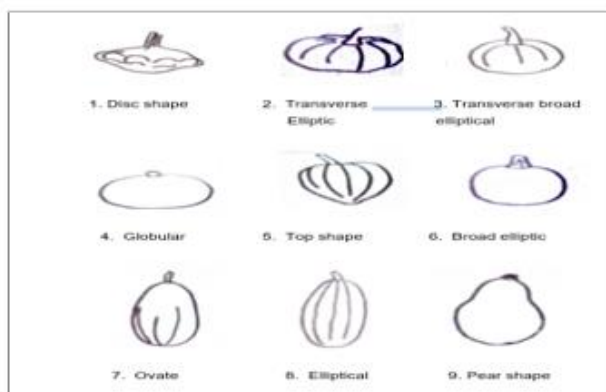 1. Disc shape
2. Transverse
Elliptic
3. Transverse broad
elliptical
4. Globular
5. Top shape
6. Broad elliptic
7. Ovate
8. Elliptical
9. Pear shape